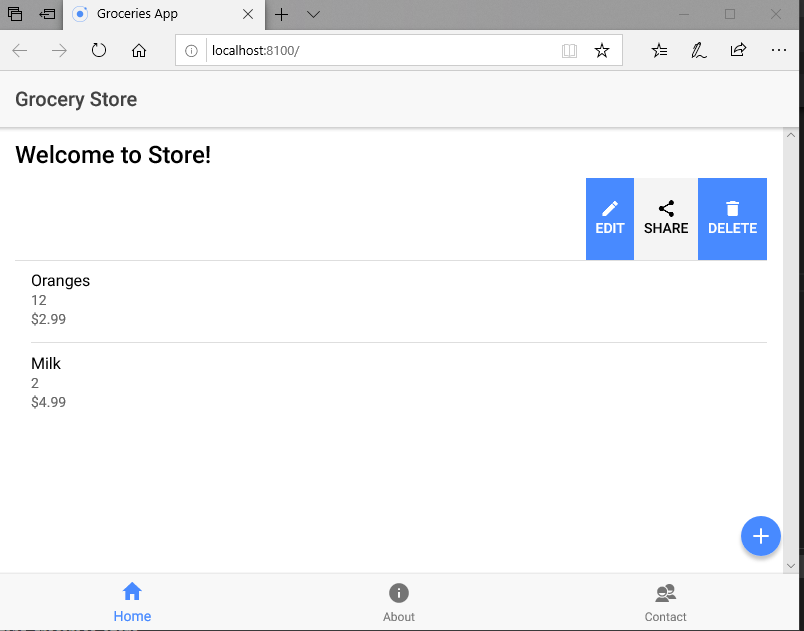 Groceries App
localhost:8100/
Grocery Store
Welcome to Store!
EDIT SHARE DELETE
Oranges
12
$2.99
Milk
2
$4.99
Home About Contact